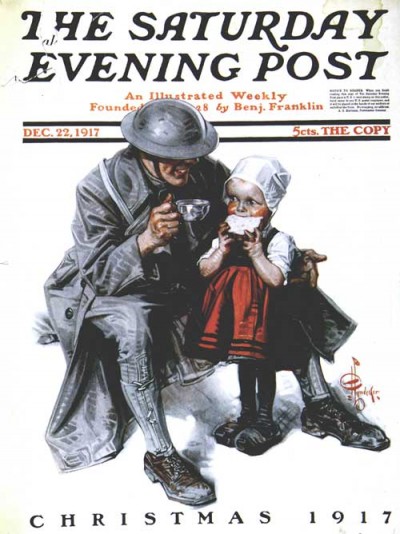 THE SATURDAY
EVENING POST
An Illustrated Weekly
Founded A. D. 1728 by Benj. Franklin
DEC. 22, 1917
5cts. THE COPY
CHRISTMAS 1917